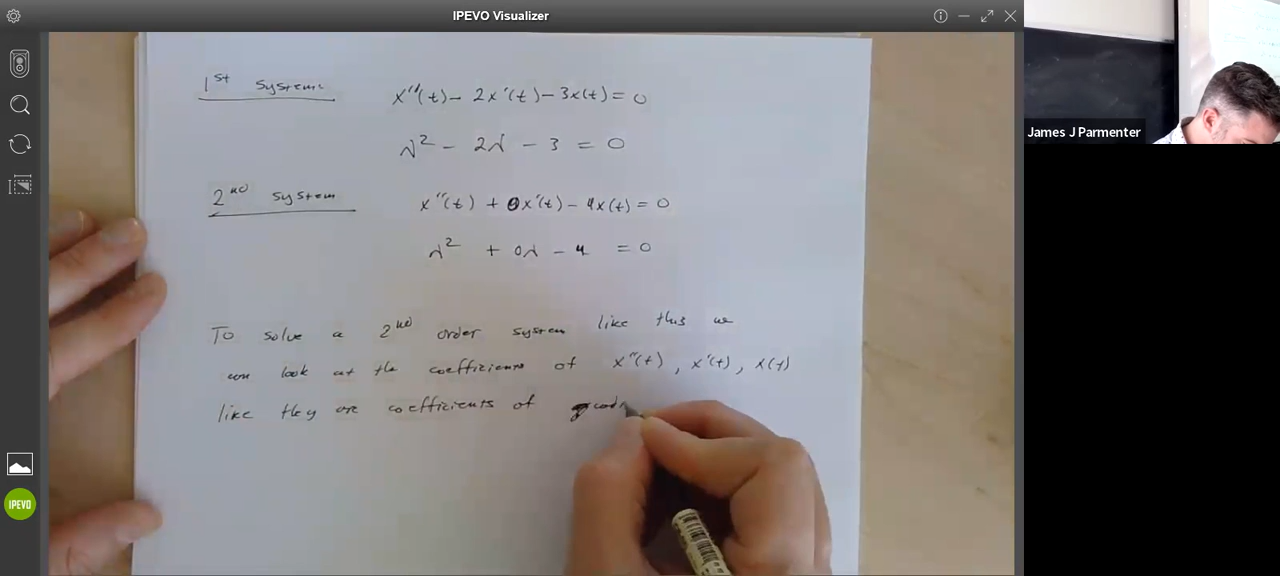 IPEVO Visualizer
James J Parmenter
1st System
x''(t) - 2x'(t) - 3x(t) = 0
λ² - 2λ - 3 = 0
2nd System
x''(t) + 0x'(t) - 4x(t) = 0
λ² + 0λ - 4 = 0
To solve a 2nd order system like this we
can look at the coefficients of x''(t), x'(t), x(t)
like they are coefficients of quad
IPEVO